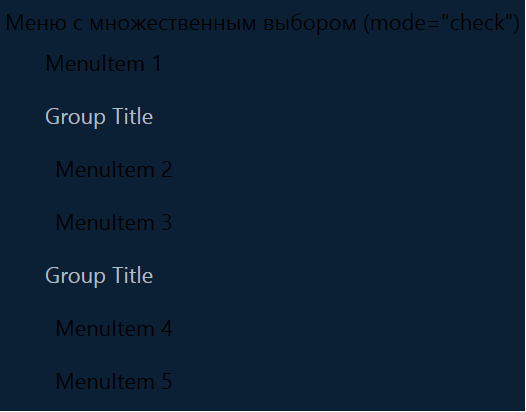 Меню с множественным выбором (mode="check")
MenuItem 1
Group Title
MenuItem 2
MenuItem 3
Group Title
MenuItem 4
MenuItem 5